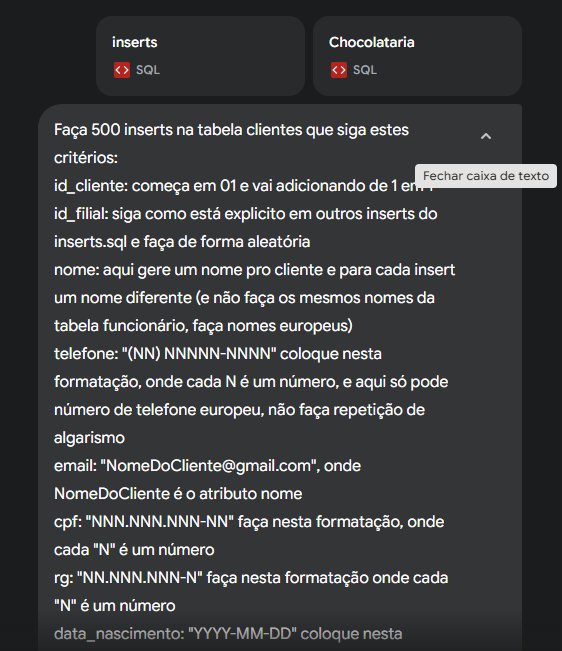 inserts
SQL
Chocolataria
SQL
Faça 500 inserts na tabela clientes que siga estes
critérios:
Fechar caixa de texto
id_cliente: começa em 01 e vai adicionando de 1 em
id_filial: siga como está explicito em outros inserts do
inserts.sql e faça de forma aleatória
nome: aqui gere um nome pro cliente e para cada insert
um nome diferente (e não faça os mesmos nomes da
tabela funcionário, faça nomes europeus)
telefone: "(NN) NNNNN-NNNN" coloque nesta
formatação, onde cada N é um número, e aqui só pode
número de telefone europeu, não faça repetição de
algarismo
email: "NomeDoCliente@gmail.com", onde
NomeDoCliente é o atributo nome
cpf: "NNN.NNN.NNN-NN" faça nesta formatação, onde
cada "N" é um número
rg: "NN.NNN.NNN-N" faça nesta formatação onde cada
"N" é um número
data_nascimento: "YYYY-MM-DD" coloque nesta